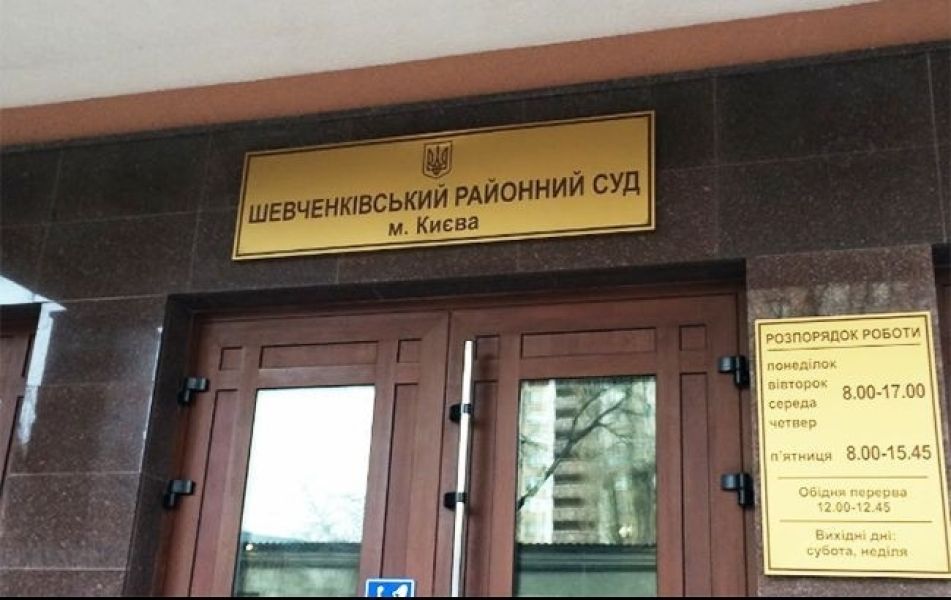 ШЕВЧЕНКІВСЬКИЙ РАЙОННИЙ СУД
м. Києва
РОЗПОРЯДОК РОБОТИ
понеділок
вівторок
середа
четвер
8.00-17.00
п'ятниця 8.00-15.45
Обідня перерва
12.00-12.45
Вихідні дні:
субота, неділя